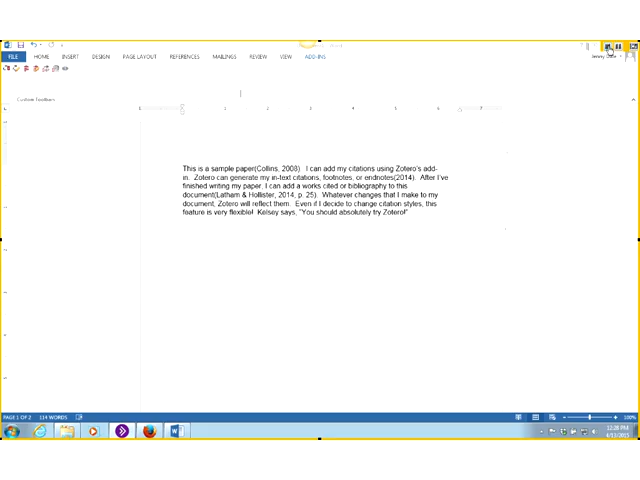 FILE HOME INSERT DESIGN PAGE LAYOUT REFERENCES MAILINGS REVIEW VIEW ADD-INS
Custom Toolbars
This is a sample paper(Collins, 2008).  I can add my citations using Zotero's add-
in.  Zotero can generate my in-text citations, footnotes, or endnotes(2014).  After I've
finished writing my paper, I can add a works cited or bibliography to this
document(Latham & Hollister, 2014, p. 25).  Whatever changes that I make to my
document, Zotero will reflect them.  Even if I decide to change citation styles, this
feature is very flexible!  Kelsey says, "You should absolutely try Zotero!"
PAGE 1 OF 2 114 WORDS 100%
12:28 PM